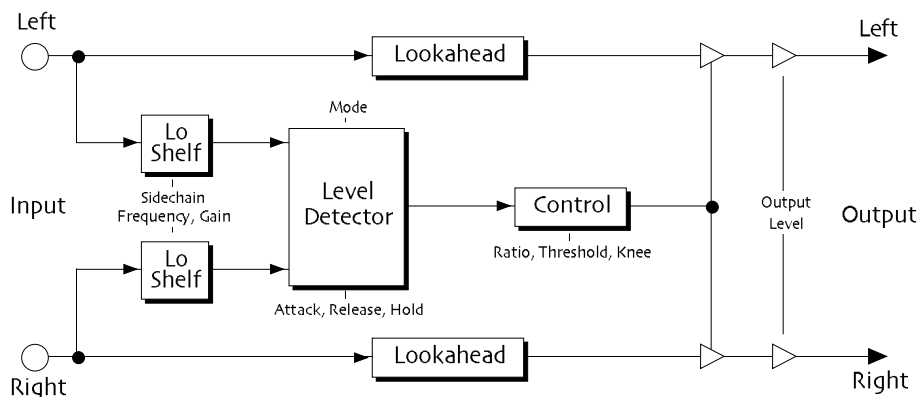 Left
Left
Lookahead
Mode
Lo
Shelf
Level
Detector
Sidechain
Frequency, Gain
Input
Control
Output
Level
Output
Ratio, Threshold, Knee
Lo
Shelf
Attack, Release, Hold
Lookahead
Right
Right